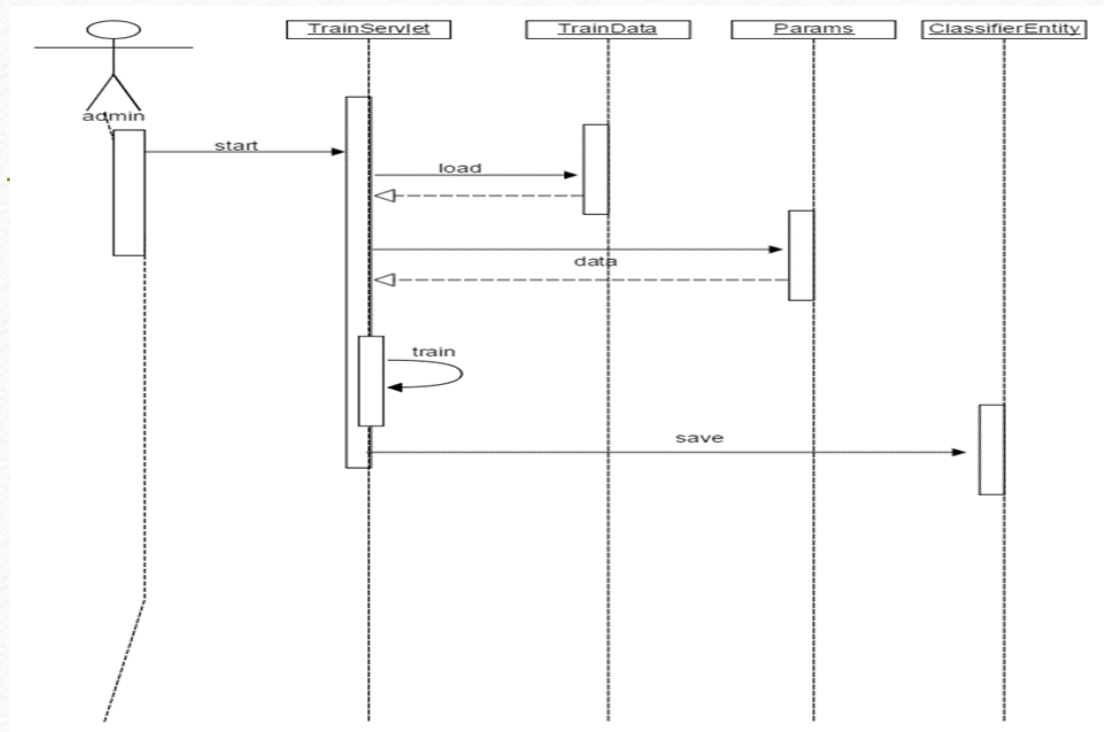 TrainServlet
TrainData
Params
ClassifierEntity
admin
start
load
data
train
save